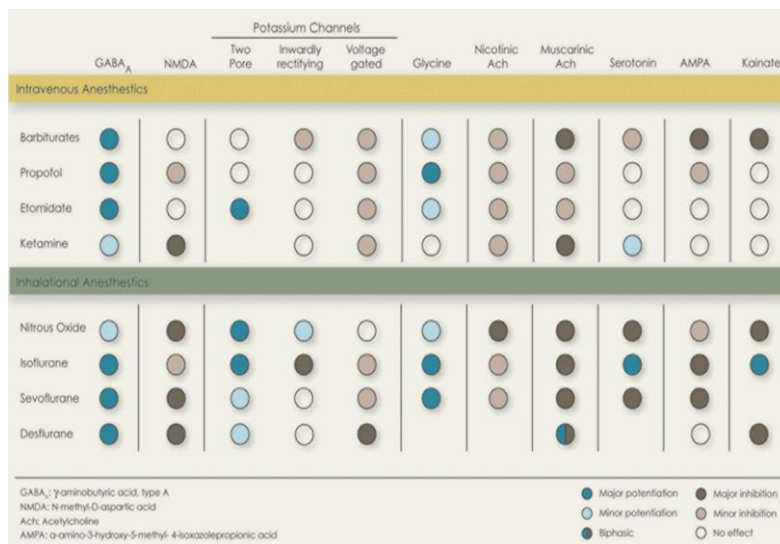 Potassium Channels
GABAA NMDA Two Pore Inwardly rectifying Voltage gated Glycine Nicotinic Ach Muscarinic Ach Serotonin AMPA Kainate
Intravenous Anesthestics
Barbiturates
Propofol
Etomidate
Ketamine
Inhalational Anesthestics
Nitrous Oxide
Isoflurane
Sevoflurane
Desflurane
GABAA: γ-aminobutyric acid, type A
NMDA: N-methyl-D-aspartic acid
Ach: Acetylcholine
AMPA: α-amino-3-hydroxy-5-methyl- 4-isoxazolepropionic acid
Major potentiation Major inhibition
Minor potentiation Minor inhibition
Biphasic No effect